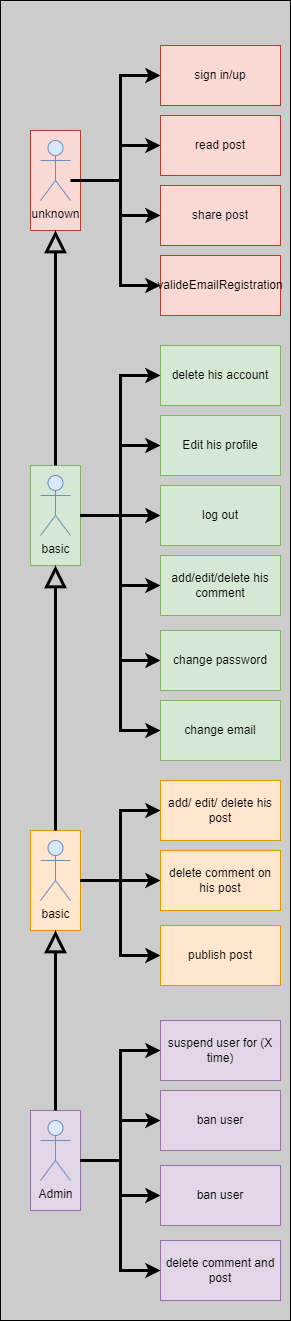 sign in/up
read post
unknown
share post
valideEmailRegistration
delete his account
Edit his profile
log out
basic
add/edit/delete his
comment
change password
change email
add/ edit/ delete his
post
delete comment on
his post
basic
publish post
suspend user for (X
time)
ban user
Admin
ban user
delete comment and
post